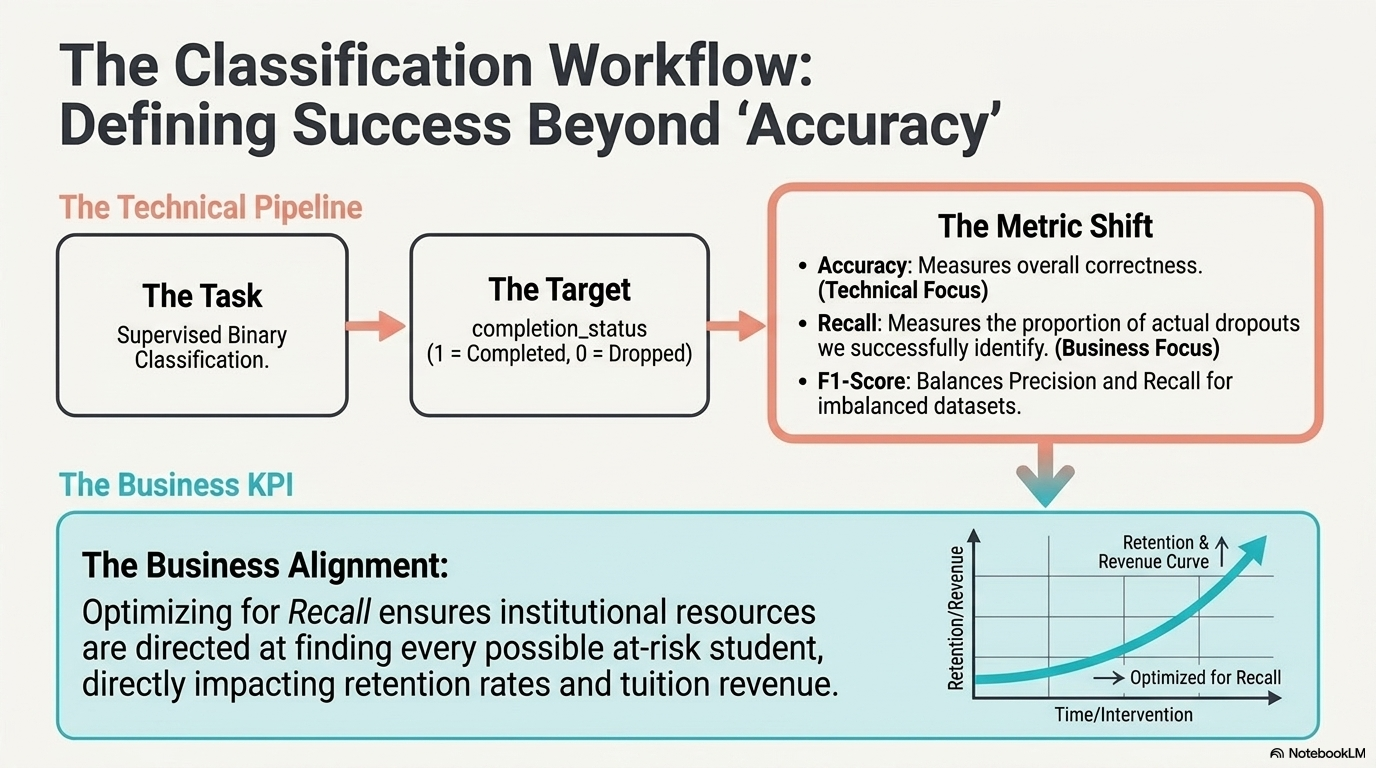 The Classification Workflow:
Defining Success Beyond ‘Accuracy’
The Technical Pipeline
The Task
Supervised Binary
Classification.
The Target
completion_status
(1 = Completed, 0 = Dropped)
The Metric Shift
• Accuracy: Measures overall correctness.
(Technical Focus)
• Recall: Measures the proportion of actual dropouts
we successfully identify. (Business Focus)
• F1-Score: Balances Precision and Recall for
imbalanced datasets.
The Business KPI
The Business Alignment:
Optimizing for Recall ensures institutional resources
are directed at finding every possible at-risk student,
directly impacting retention rates and tuition revenue.
Retention/Revenue
Retention &
Revenue Curve
Optimized for Recall
Time/Intervention
NotebookLM